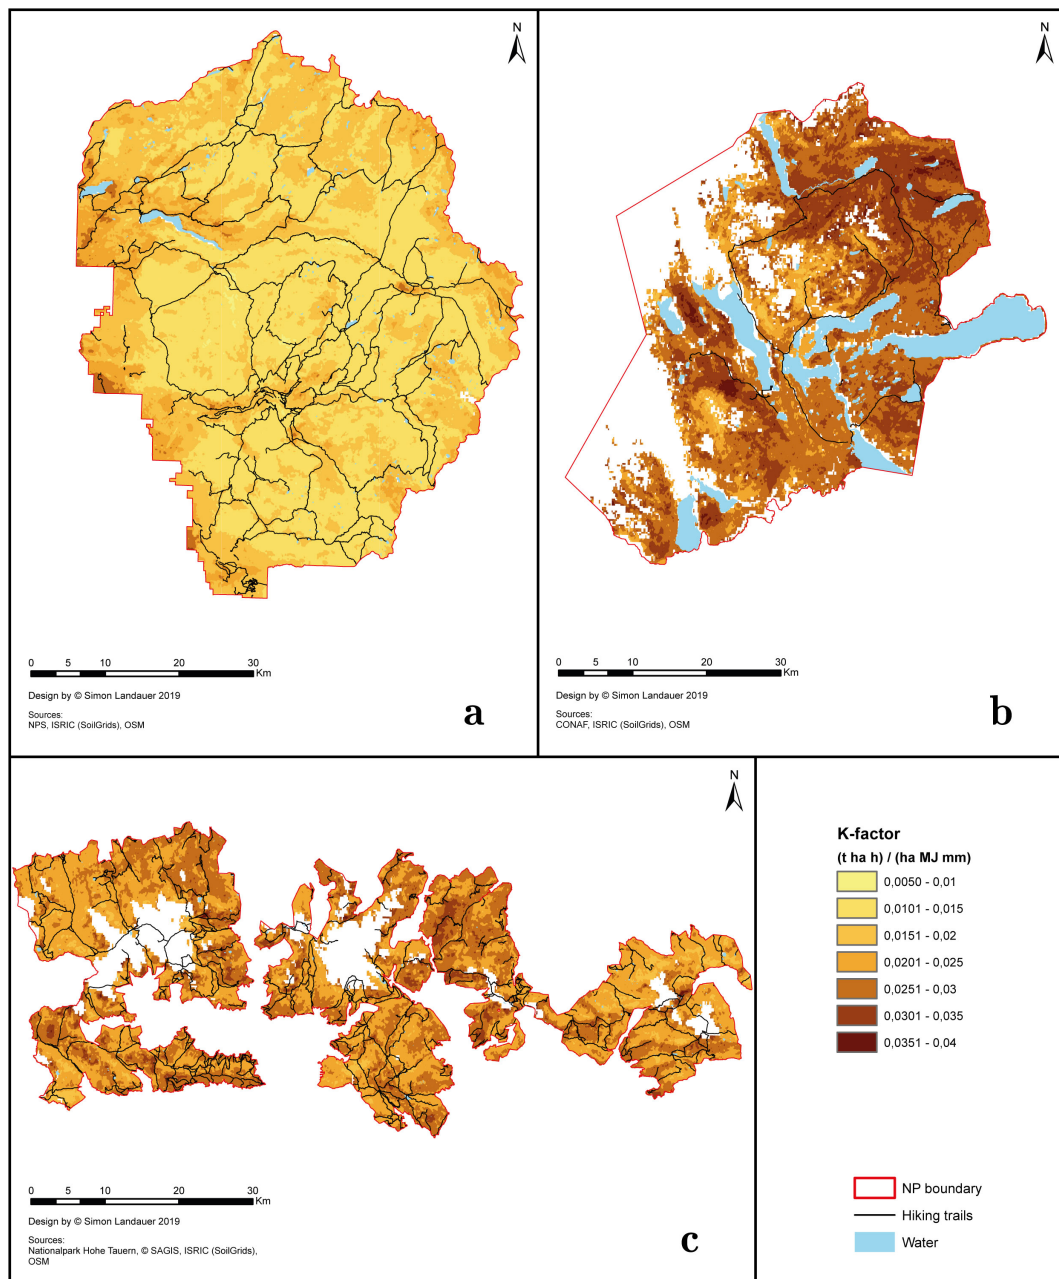 N
0 5 10 20 30
Km
Design by © Simon Landauer 2019
Sources:
NPS, ISRIC (SoilGrids), OSM
a
N
0 5 10 20 30
Km
Design by © Simon Landauer 2019
Sources:
CONAF, ISRIC (SoilGrids), OSM
b
N
0 5 10 20 30
Km
Design by © Simon Landauer 2019
Sources:
Nationalpark Hohe Tauern, © SAGIS, ISRIC (SoilGrids),
OSM
c
K-factor
(t ha h) / (ha MJ mm)
0,0050 - 0,01
0,0101 - 0,015
0,0151 - 0,02
0,0201 - 0,025
0,0251 - 0,03
0,0301 - 0,035
0,0351 - 0,04
NP boundary
Hiking trails
Water